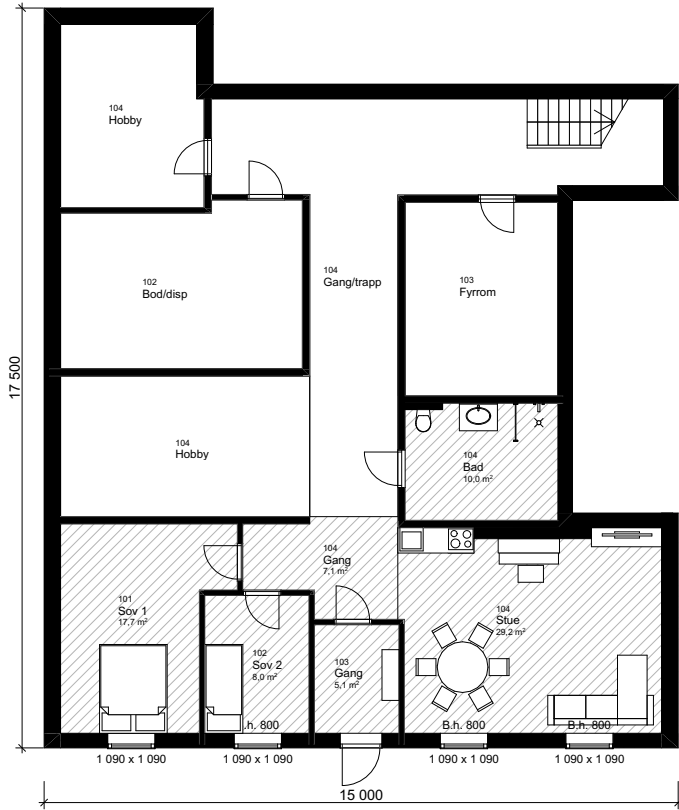 104
Hobby
102
Bod/disp
104
Gang/trapp
103
Fyrrom
17 500
104
Hobby
104
Bad
10,0 m²
104
Gang
7,1 m²
101
Sov 1
17,7 m²
102
Sov 2
8,0 m²
103
Gang
5,1 m²
104
Stue
29,2 m²
.h. 800
B.h. 800
B.h. 800
1 090 x 1 090
1 090 x 1 090
1 090 x 1 090
1 090 x 1 090
15 000